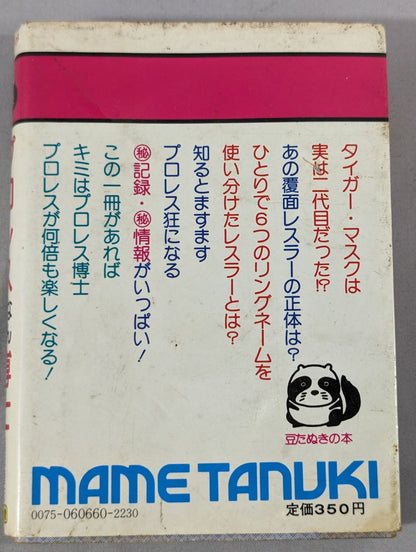 タイガー・マスクは
実は二代目だった!?
あの覆面レスラーの正体は?
ひとりで6つのリングネームを
使い分けたレスラーとは?
知るとますます
プロレス狂になる
㊙記録・㊙情報がいっぱい!
この一冊があれば
キミはプロレス博士
プロレスが何倍も楽しくなる!
豆たぬきの本
MAME TANUKI
0075-060660-2230
定価350円